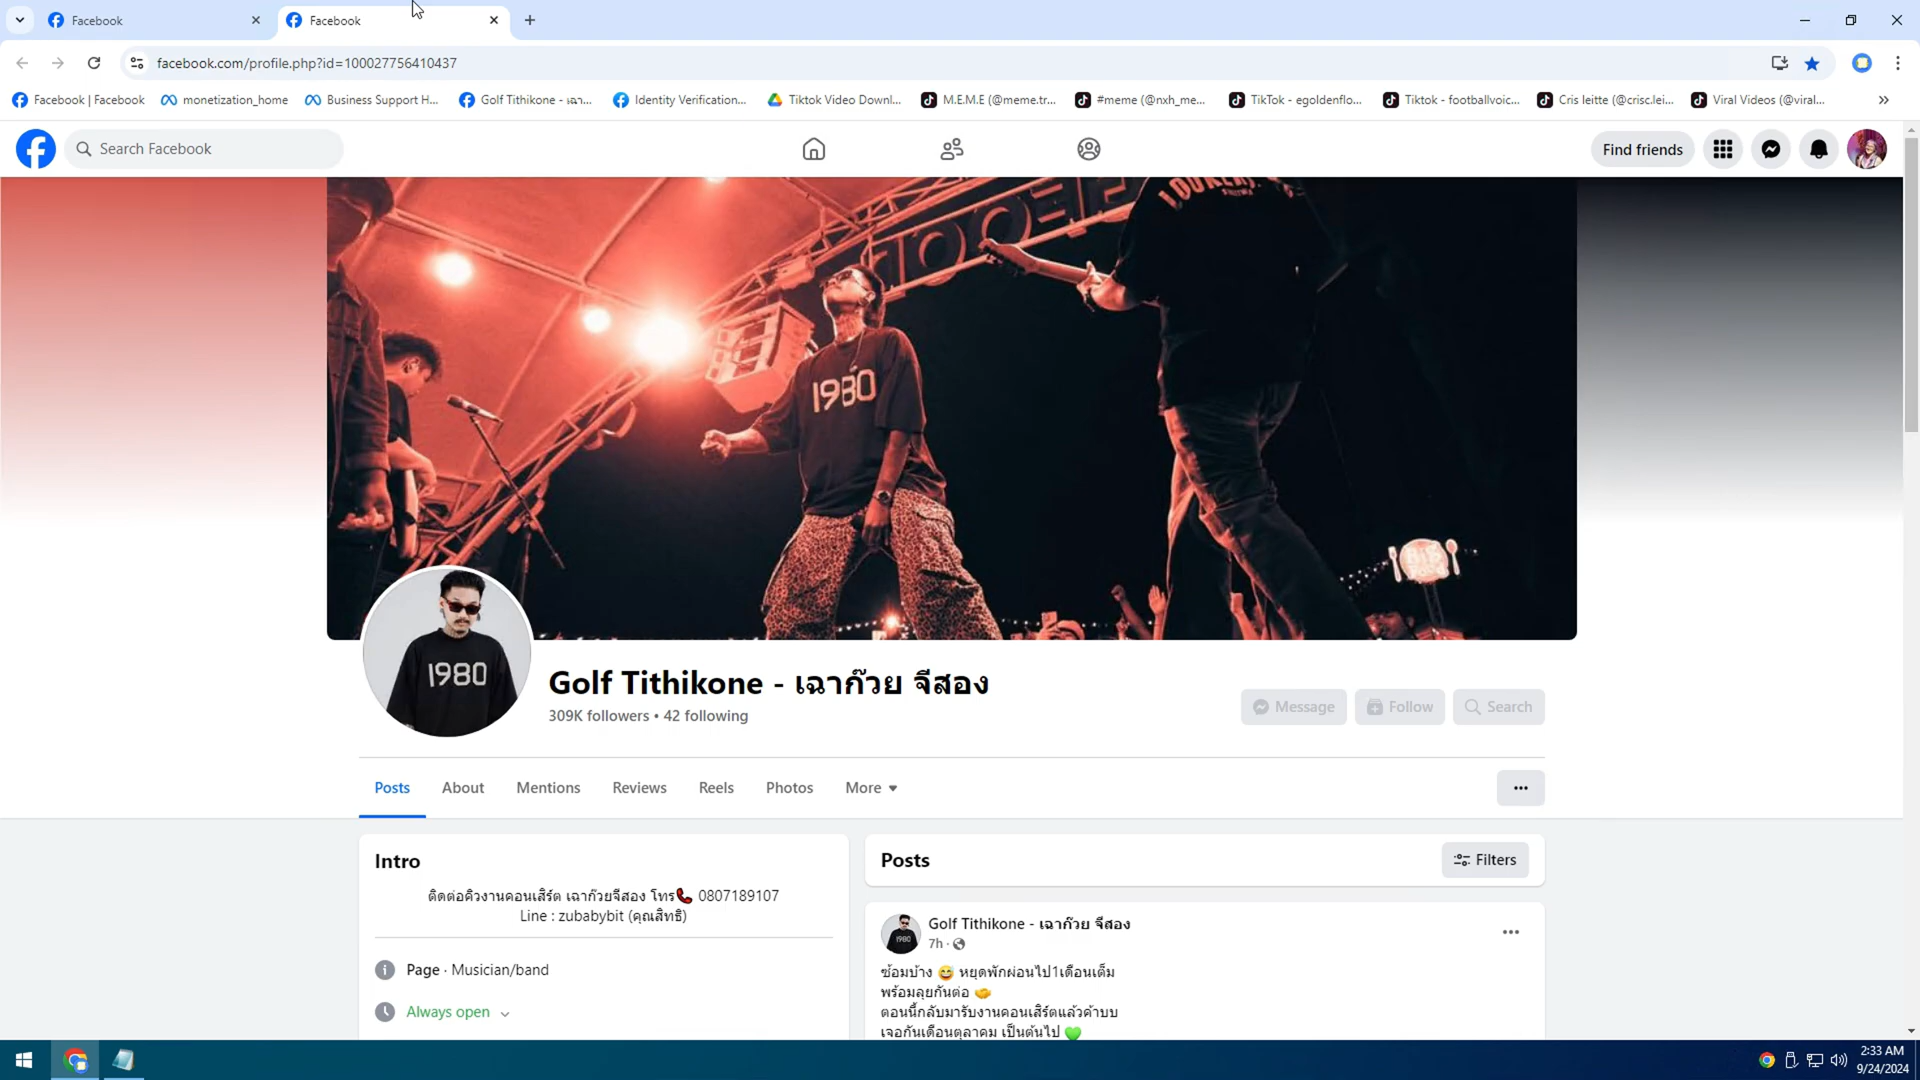 Facebook
Facebook
facebook.com/profile.php?id=100027756410437
Facebook | Facebook
monetization_home
Business Support H...
Golf Tithikone - เฉา...
Identity Verification...
Tiktok Video Downl...
M.E.M.E (@meme.tr...
#meme (@nxh_me...
TikTok - egoldenflo...
Tiktok - footballvoic...
Cris leitte (@crisc.lei...
Viral Videos (@viral...
Search Facebook
Find friends
1980
1980
Golf Tithikone - เฉาก๊วย จีสอง
309K followers • 42 following
Message
Follow
Search
Posts
About
Mentions
Reviews
Reels
Photos
More
Intro
ติดต่อคิวงานคอนเสิร์ต เฉาก๊วยจีสอง โทร📞 0807189107
Line : zubabybit (คุณสิทธิ)
Page · Musician/band
Always open
Posts
Filters
Golf Tithikone - เฉาก๊วย จีสอง
7h ·
ซ้อมบ้าง 😅 หยุดพักผ่อนไป1เดือนเต็ม
พร้อมลุยกันต่อ 🤝
ตอนนี้กลับมารับงานคอนเสิร์ตแล้วค้าบบ
เจอกันเดือนตุลาคม เป็นต้นไป 💚
2:33 AM
9/24/2024